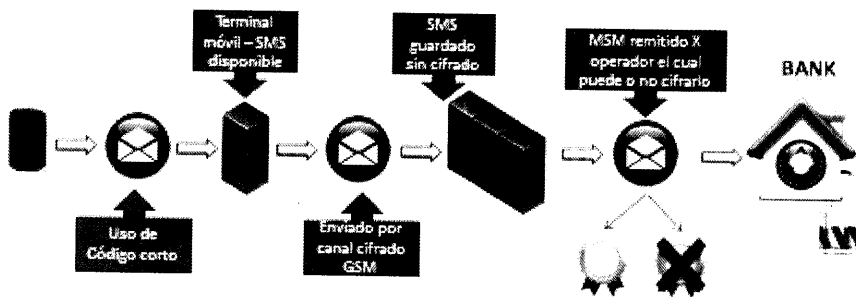 Terminal
móvil – SMS
disponible
SMS
guardado
sin cifrado
MSM remitido X
operador el cual
puede o no cifrarlo
BANK
Uso de
Código corto
Enviado por
canal cifrado
GSM